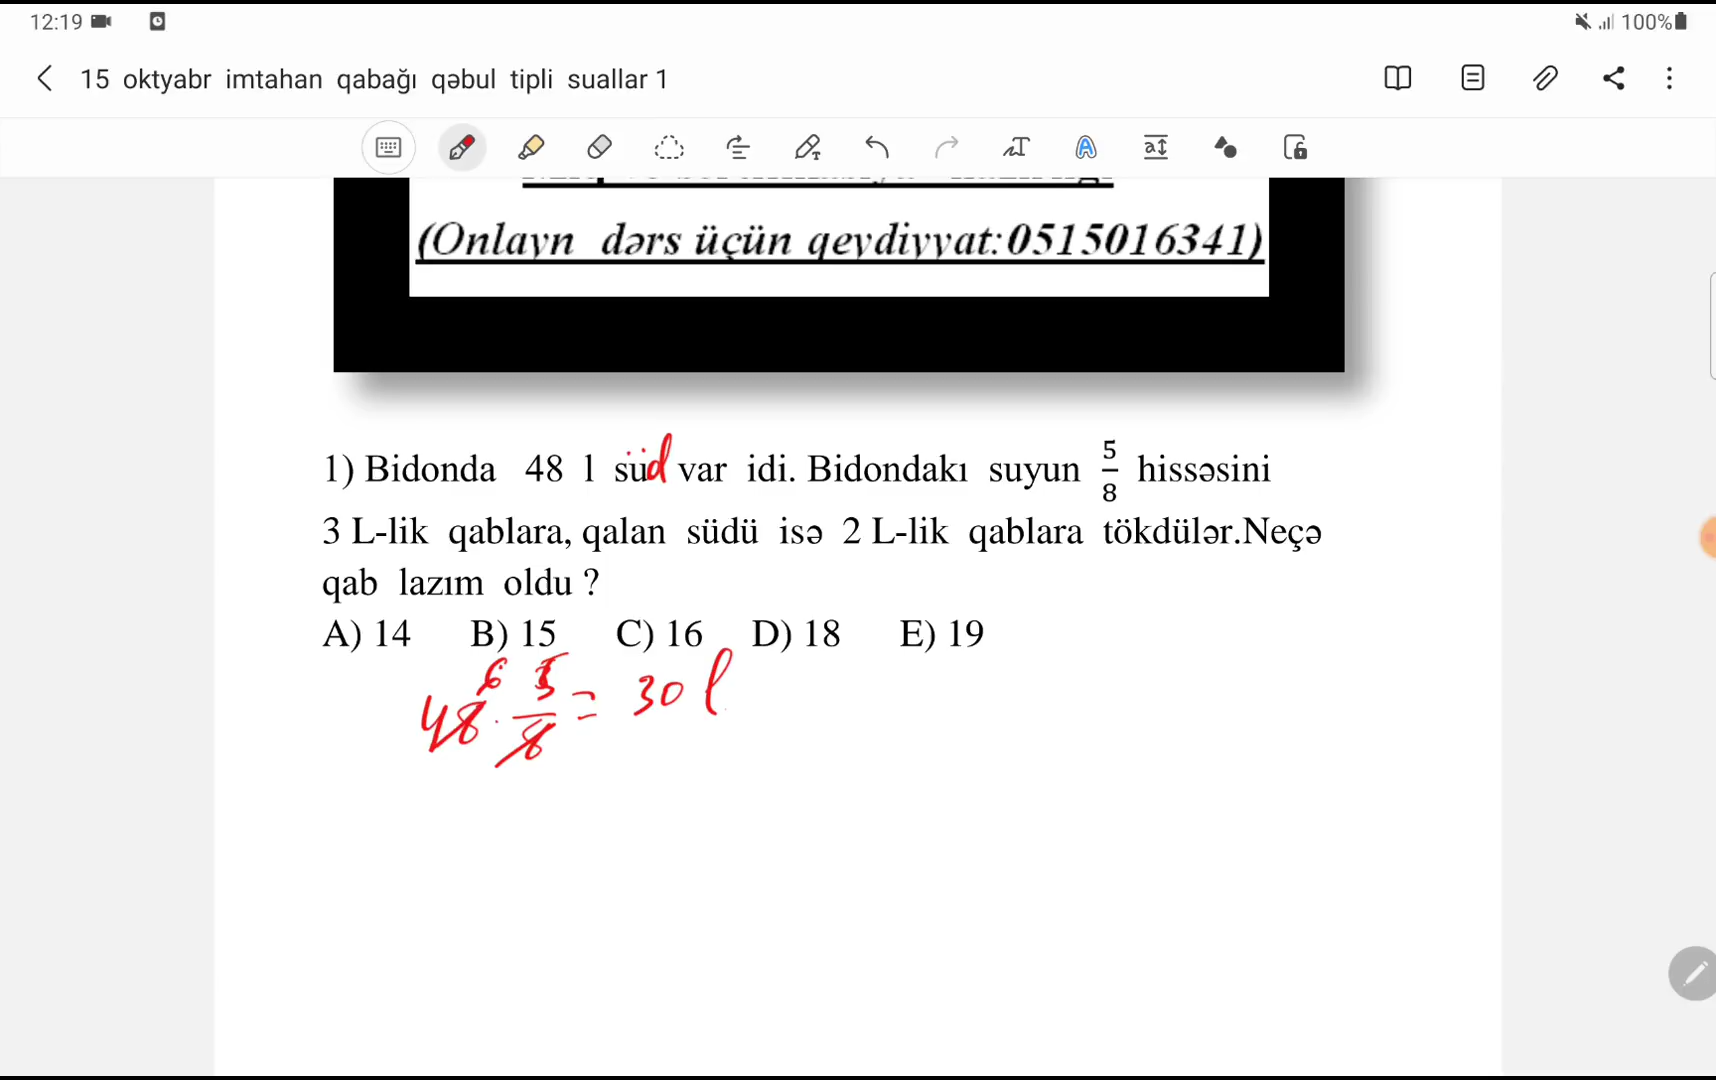 12:19
100%
15 oktyabr imtahan qabağı qəbul tipli suallar 1
(Onlayn dərs üçün qeydiyyat:0515016341)
1) Bidonda 48 l süd var idi. Bidondakı suyun 5/8 hissəsini
3 L-lik qablara, qalan südü isə 2 L-lik qablara tökdülər.Neçə
qab lazım oldu ?
A) 14 B) 15 C) 16 D) 18 E) 19
6
48 · 5/8 = 30 l